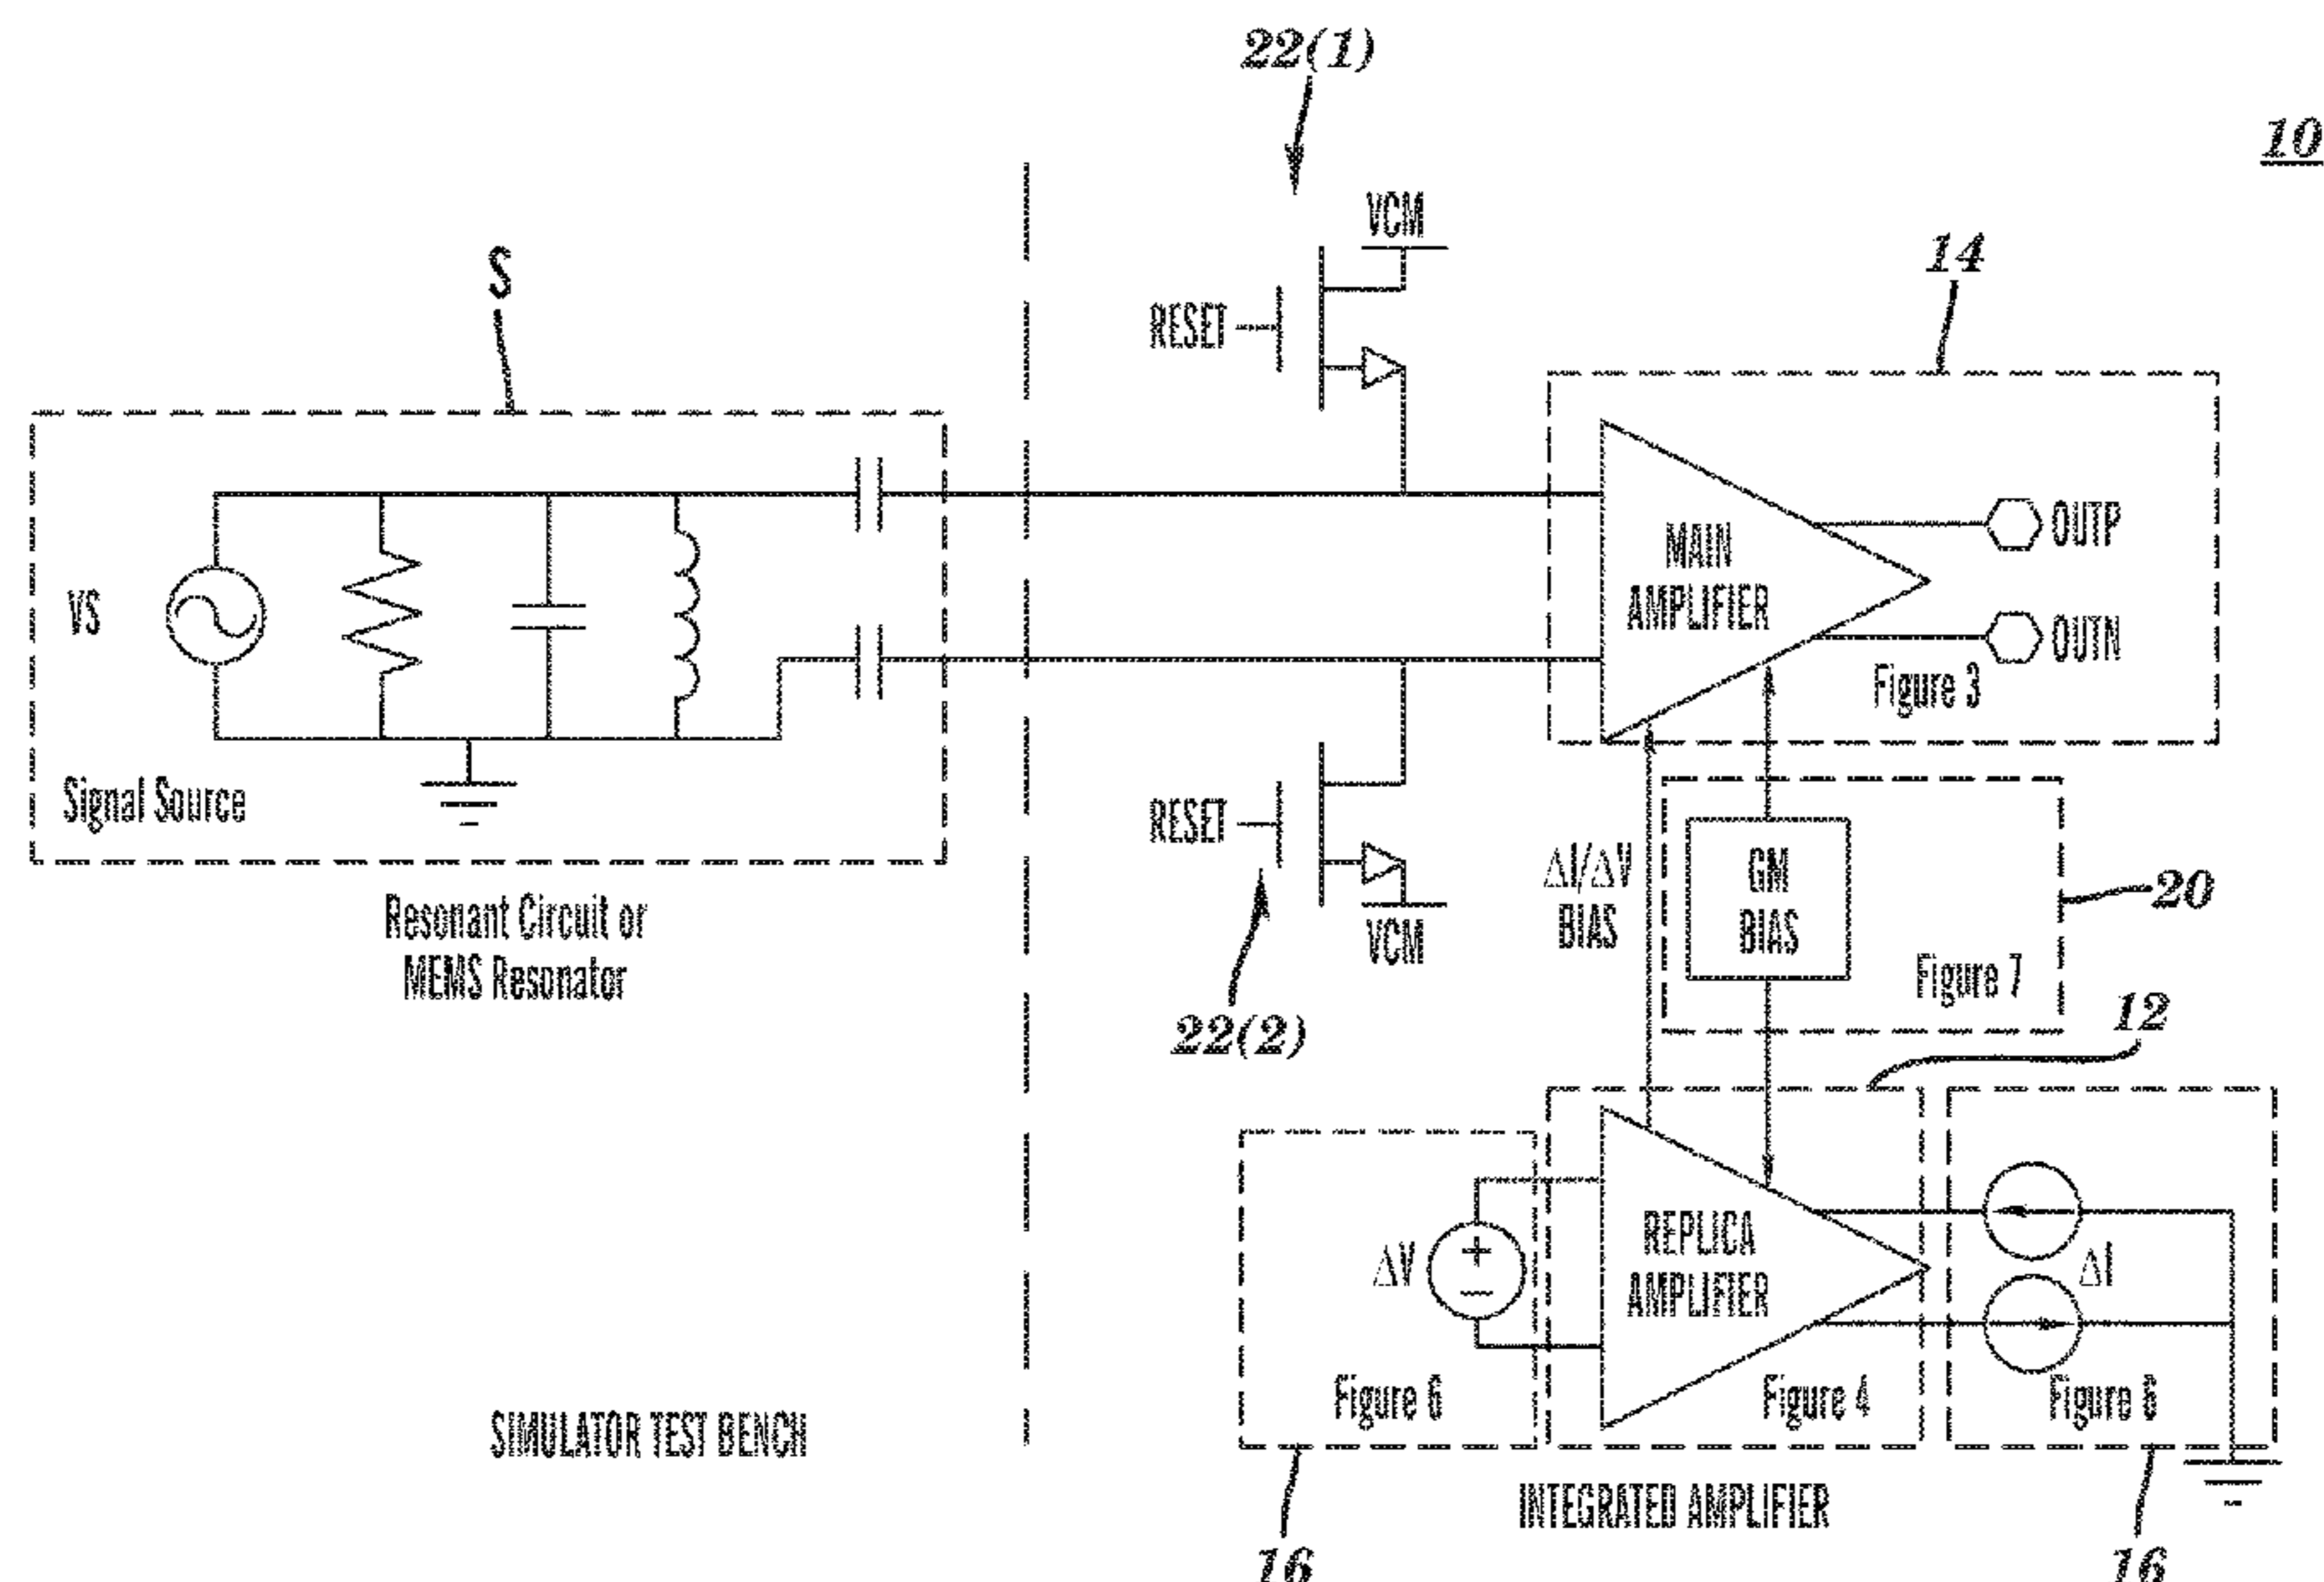 22(1)
10
VCM
S
14
RESET
MAIN
AMPLIFIER
OUTP
OUTN
Figure 3
VS
Signal Source
Resonant Circuit or
MEMS Resonator
RESET
VCM
22(2)
ΔI/ΔV
BIAS
GM
BIAS
20
Figure 7
12
ΔV
+
−
REPLICA
AMPLIFIER
ΔI
Figure 6
Figure 4
Figure 6
SIMULATOR TEST BENCH
INTEGRATED AMPLIFIER
16
16